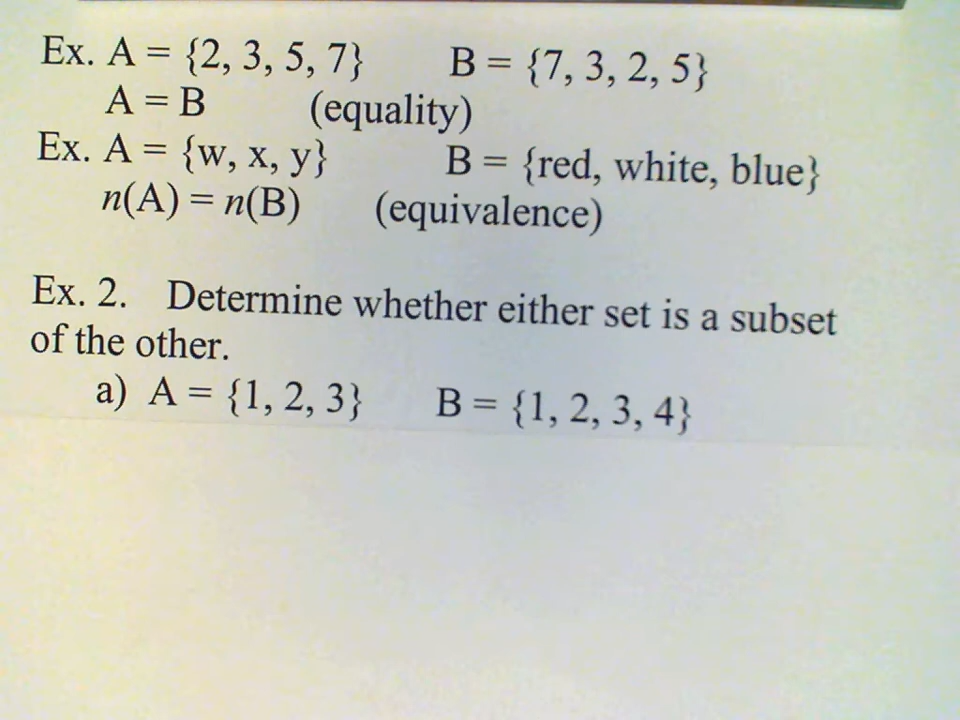 Ex. A = {2, 3, 5, 7} B = {7, 3, 2, 5}
A = B (equality)
Ex. A = {w, x, y} B = {red, white, blue}
n(A) = n(B) (equivalence)
Ex. 2. Determine whether either set is a subset
of the other.
a) A = {1, 2, 3} B = {1, 2, 3, 4}